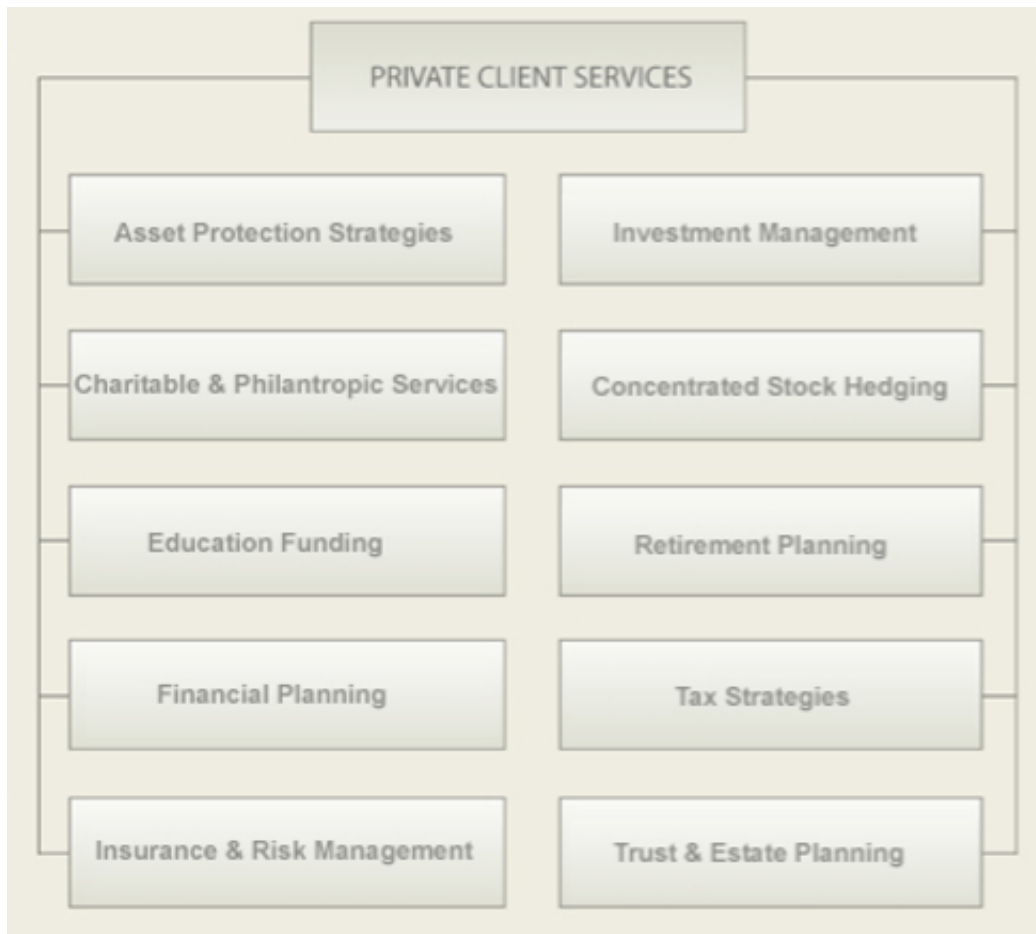 PRIVATE CLIENT SERVICES
Asset Protection Strategies
Investment Management
Charitable & Philantropic Services
Concentrated Stock Hedging
Education Funding
Retirement Planning
Financial Planning
Tax Strategies
Insurance & Risk Management
Trust & Estate Planning